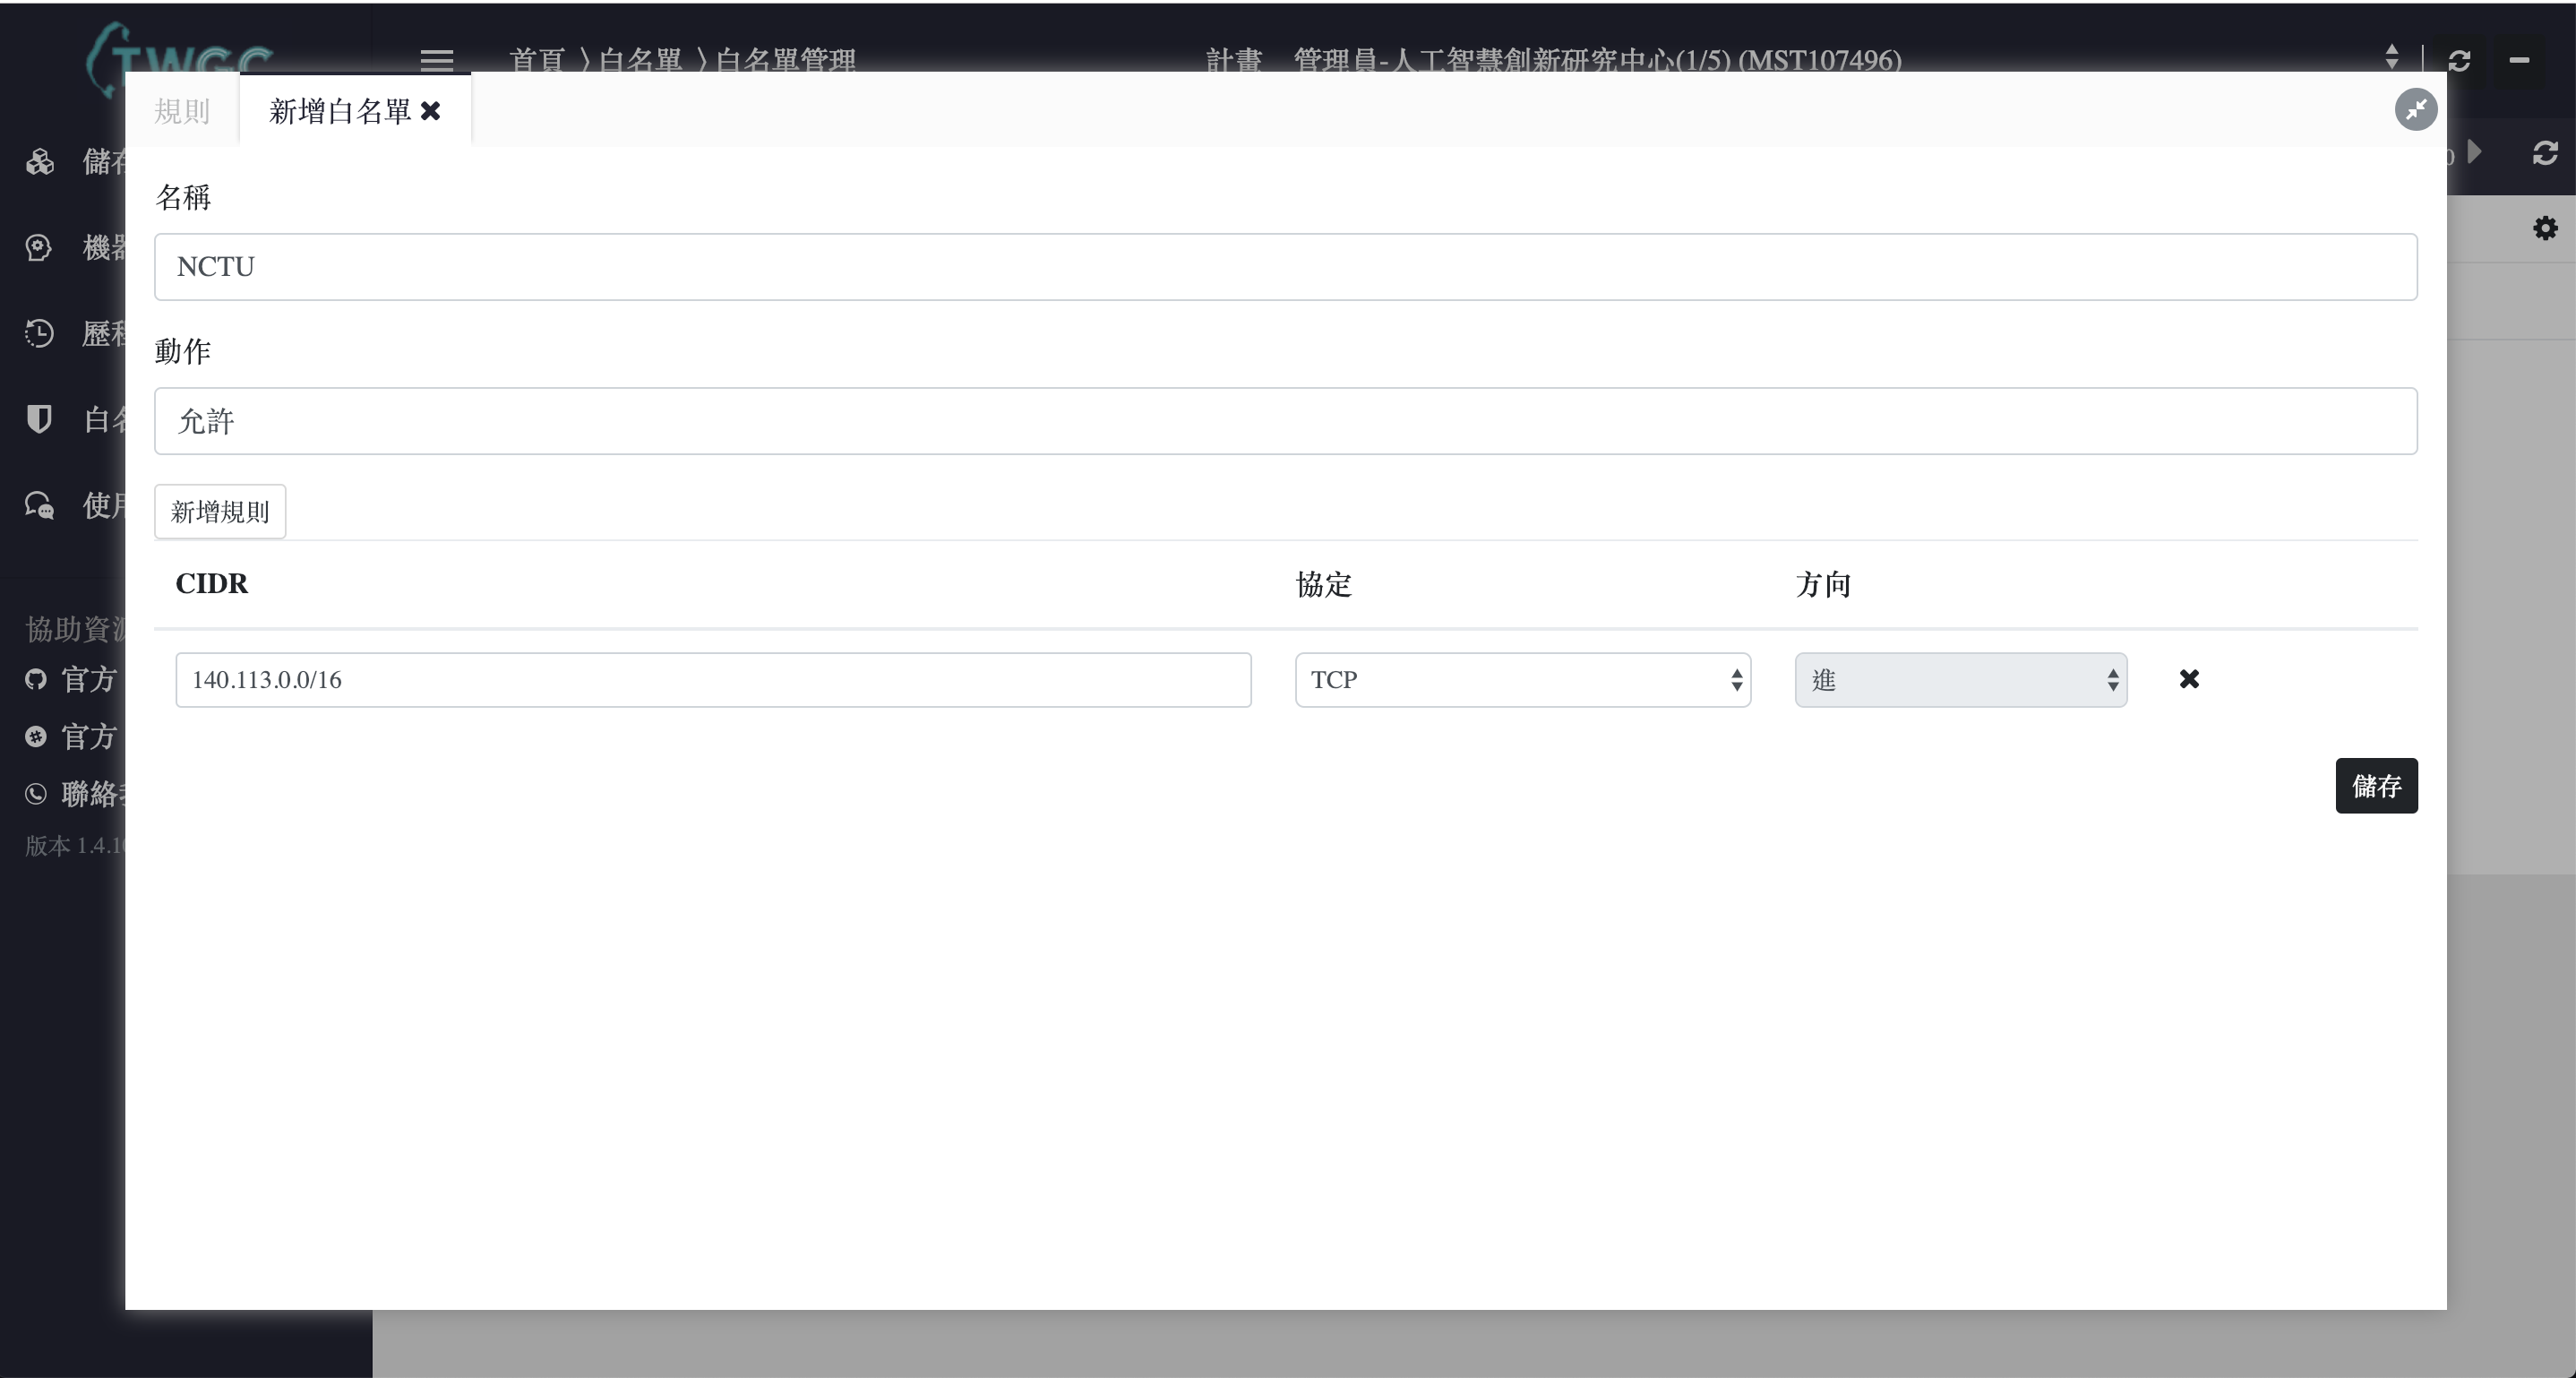 TWGC
首頁 〉白名單 〉白名單管理
計畫 管理員-人工智慧創新研究中心(1/5) (MST107496)
規則
新增白名單
儲存
機器
歷程
白名
使用
協助資源
官方
官方
聯絡我
版本 1.4.10
名稱
NCTU
動作
允許
新增規則
CIDR 協定 方向
140.113.0.0/16 TCP 進
儲存